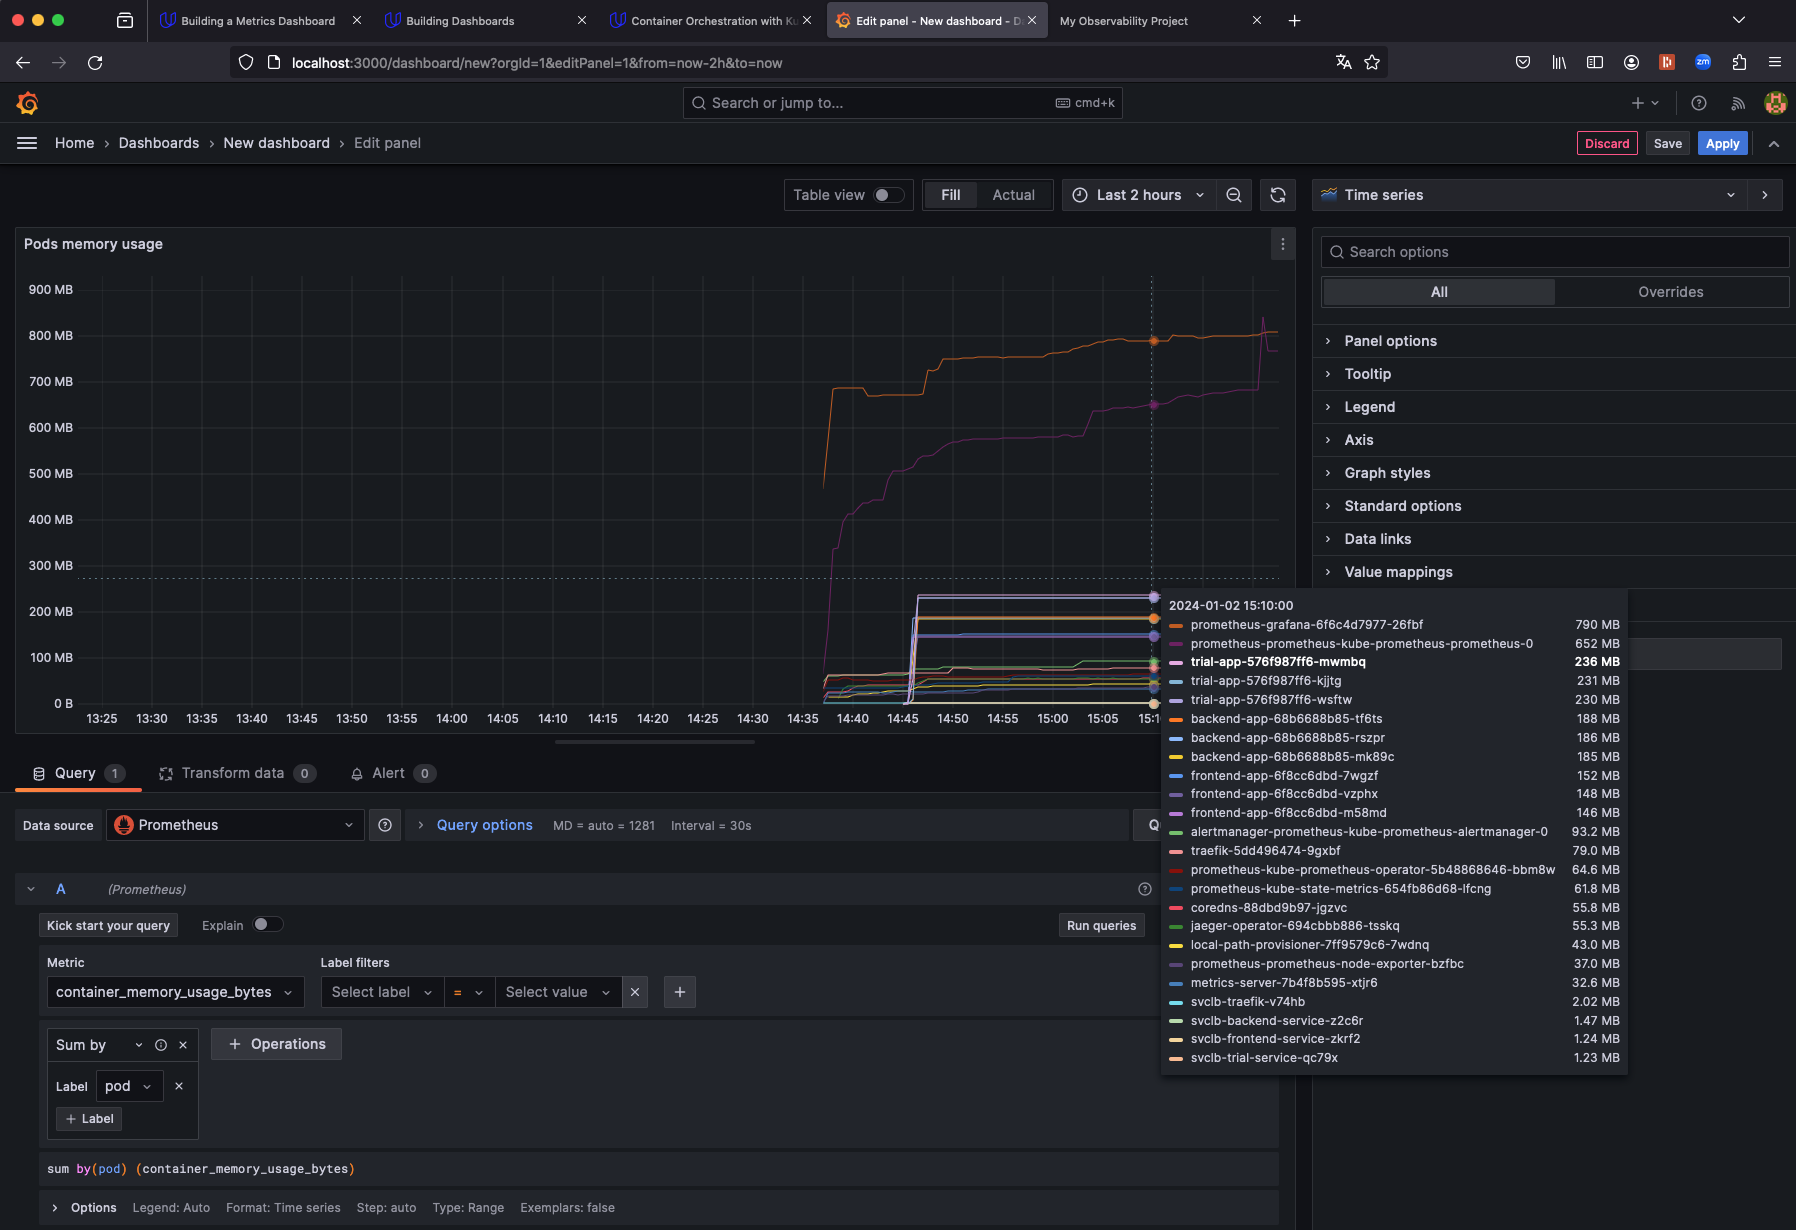 Building a Metrics Dashboard
Building Dashboards
Container Orchestration with Ku
Edit panel - New dashboard - D
My Observability Project
localhost:3000/dashboard/new?orgId=1&editPanel=1&from=now-2h&to=now
zm
Search or jump to...
cmd+k
Home › Dashboards › New dashboard › Edit panel
Discard
Save
Apply
Table view
Fill
Actual
Last 2 hours
Time series
Pods memory usage
Search options
All
Overrides
Panel options
Tooltip
Legend
Axis
Graph styles
Standard options
Data links
Value mappings
900 MB
800 MB
700 MB
600 MB
500 MB
400 MB
300 MB
200 MB
100 MB
0 B
13:25 13:30 13:35 13:40 13:45 13:50 13:55 14:00 14:05 14:10 14:15 14:20 14:25 14:30 14:35 14:40 14:45 14:50 14:55 15:00 15:05 15:1
2024-01-02 15:10:00
prometheus-grafana-6f6c4d7977-26fbf 790 MB
prometheus-prometheus-kube-prometheus-prometheus-0 652 MB
trial-app-576f987ff6-mwmbq 236 MB
trial-app-576f987ff6-kjjtg 231 MB
trial-app-576f987ff6-wsftw 230 MB
backend-app-68b6688b85-tf6ts 188 MB
backend-app-68b6688b85-rszpr 186 MB
backend-app-68b6688b85-mk89c 185 MB
frontend-app-6f8cc6dbd-7wgzf 152 MB
frontend-app-6f8cc6dbd-vzphx 148 MB
frontend-app-6f8cc6dbd-m58md 146 MB
alertmanager-prometheus-kube-prometheus-alertmanager-0 93.2 MB
traefik-5dd496474-9gxbf 79.0 MB
prometheus-kube-prometheus-operator-5b48868646-bbm8w 64.6 MB
prometheus-kube-state-metrics-654fb86d68-lfcng 61.8 MB
coredns-88dbd9b97-jgzvc 55.8 MB
jaeger-operator-694cbbb886-tsskq 55.3 MB
local-path-provisioner-7ff9579c6-7wdnq 43.0 MB
prometheus-prometheus-node-exporter-bzfbc 37.0 MB
metrics-server-7b4f8b595-xtjr6 32.6 MB
svclb-traefik-v74hb 2.02 MB
svclb-backend-service-z2c6r 1.47 MB
svclb-frontend-service-zkrf2 1.24 MB
svclb-trial-service-qc79x 1.23 MB
Query 1
Transform data 0
Alert 0
Data source
Prometheus
Query options
MD = auto = 1281
Interval = 30s
Q
A
(Prometheus)
Kick start your query
Explain
Run queries
Metric
Label filters
container_memory_usage_bytes
Select label
=
Select value
+
Sum by
+ Operations
Label
pod
+ Label
sum by(pod) (container_memory_usage_bytes)
Options
Legend: Auto
Format: Time series
Step: auto
Type: Range
Exemplars: false